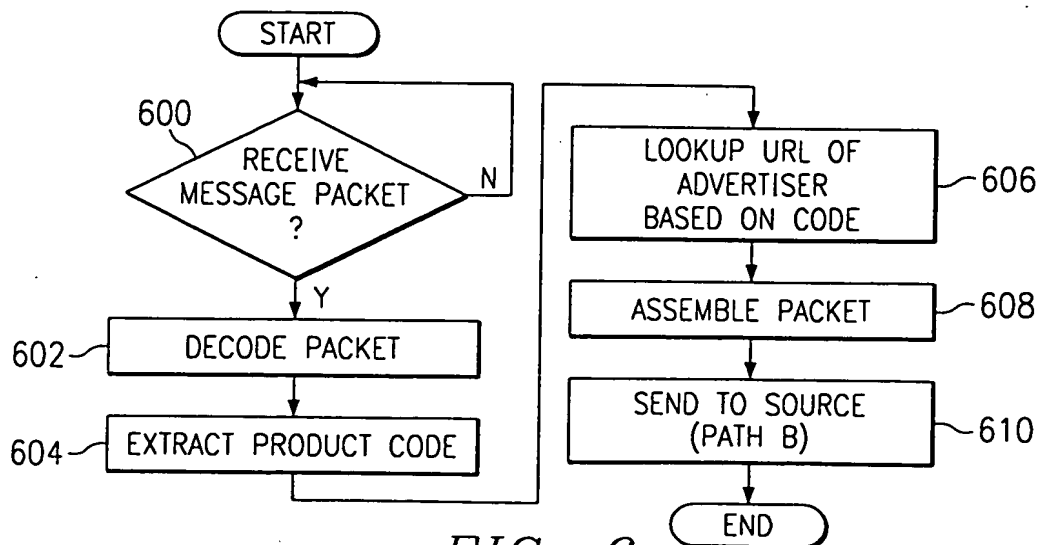 START
600
RECEIVE
MESSAGE PACKET
?
N
Y
602
DECODE PACKET
604
EXTRACT PRODUCT CODE
LOOKUP URL OF
ADVERTISER
BASED ON CODE
606
ASSEMBLE PACKET
608
SEND TO SOURCE
(PATH B)
610
END